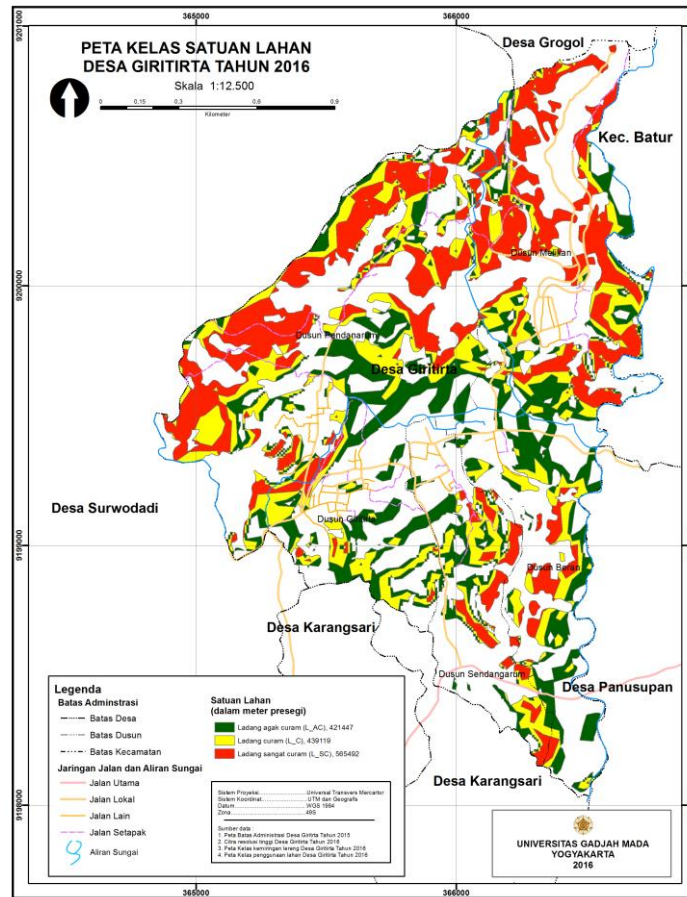 365000
366000
9201000
PETA KELAS SATUAN LAHAN
DESA GIRITIRTA TAHUN 2016
Skala 1:12.500
0 0,15 0,3 0,6 0,9
Kilometer
Desa Grogol
Kec. Batur
Dusun Melikan
9200000
Dusun Pendanarum
Desa Giritirta
Desa Surwodadi
Dusun Giritirta
9199000
Dusun Beran
Desa Karangsari
Dusun Sendangarum
Desa Panusupan
Desa Karangsari
9198000
Legenda
Batas Adminstrasi
Batas Desa
Batas Dusun
Batas Kecamatan
Jaringan Jalan dan Aliran Sungai
Jalan Utama
Jalan Lokal
Jalan Lain
Jalan Setapak
Aliran Sungai
Satuan Lahan
(dalam meter presegi)
Ladang agak curam (L_AC), 421447
Ladang curam (L_C), 439119
Ladang sangat curam (L_SC), 565492
Sistem Proyeksi Universal Transvers Mercartor
Sistem Koordinat UTM dan Geografis
Datum WGS 1984
Zona 49S
Sumber data :
1. Peta Batas Administrasi Desa Giritirta Tahun 2015
2. Citra resolusi tinggi Desa Giritirta Tahun 2016
3. Peta Kelas kemiringan lereng Desa Giritirta Tahun 2016
4. Peta Kelas penggunaan lahan Desa Giritirta Tahun 2016
UNIVERSITAS GADJAH MADA
YOGYAKARTA
2016
365000
366000